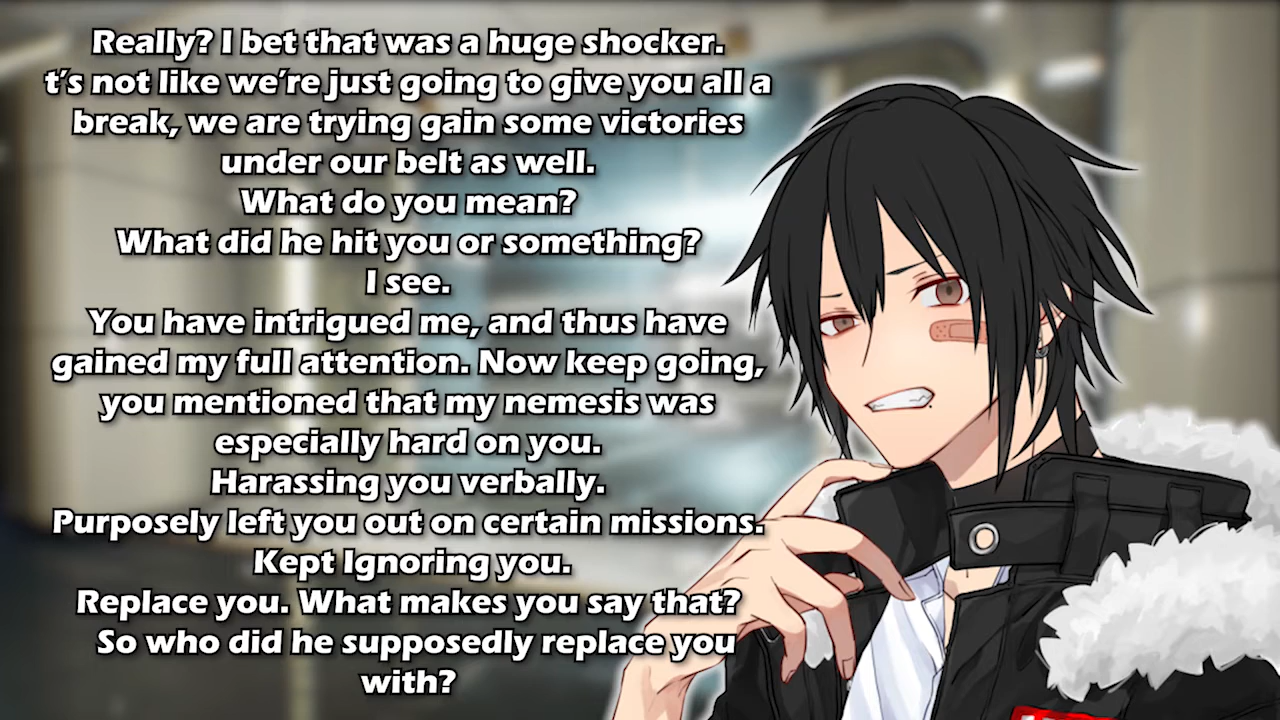 Really? I bet that was a huge shocker.
t's not like we're just going to give you all a
break, we are trying gain some victories
under our belt as well.
What do you mean?
What did he hit you or something?
I see.
You have intrigued me, and thus have
gained my full attention. Now keep going,
you mentioned that my nemesis was
especially hard on you.
Harassing you verbally.
Purposely left you out on certain missions.
Kept Ignoring you.
Replace you. What makes you say that?
So who did he supposedly replace you
with?